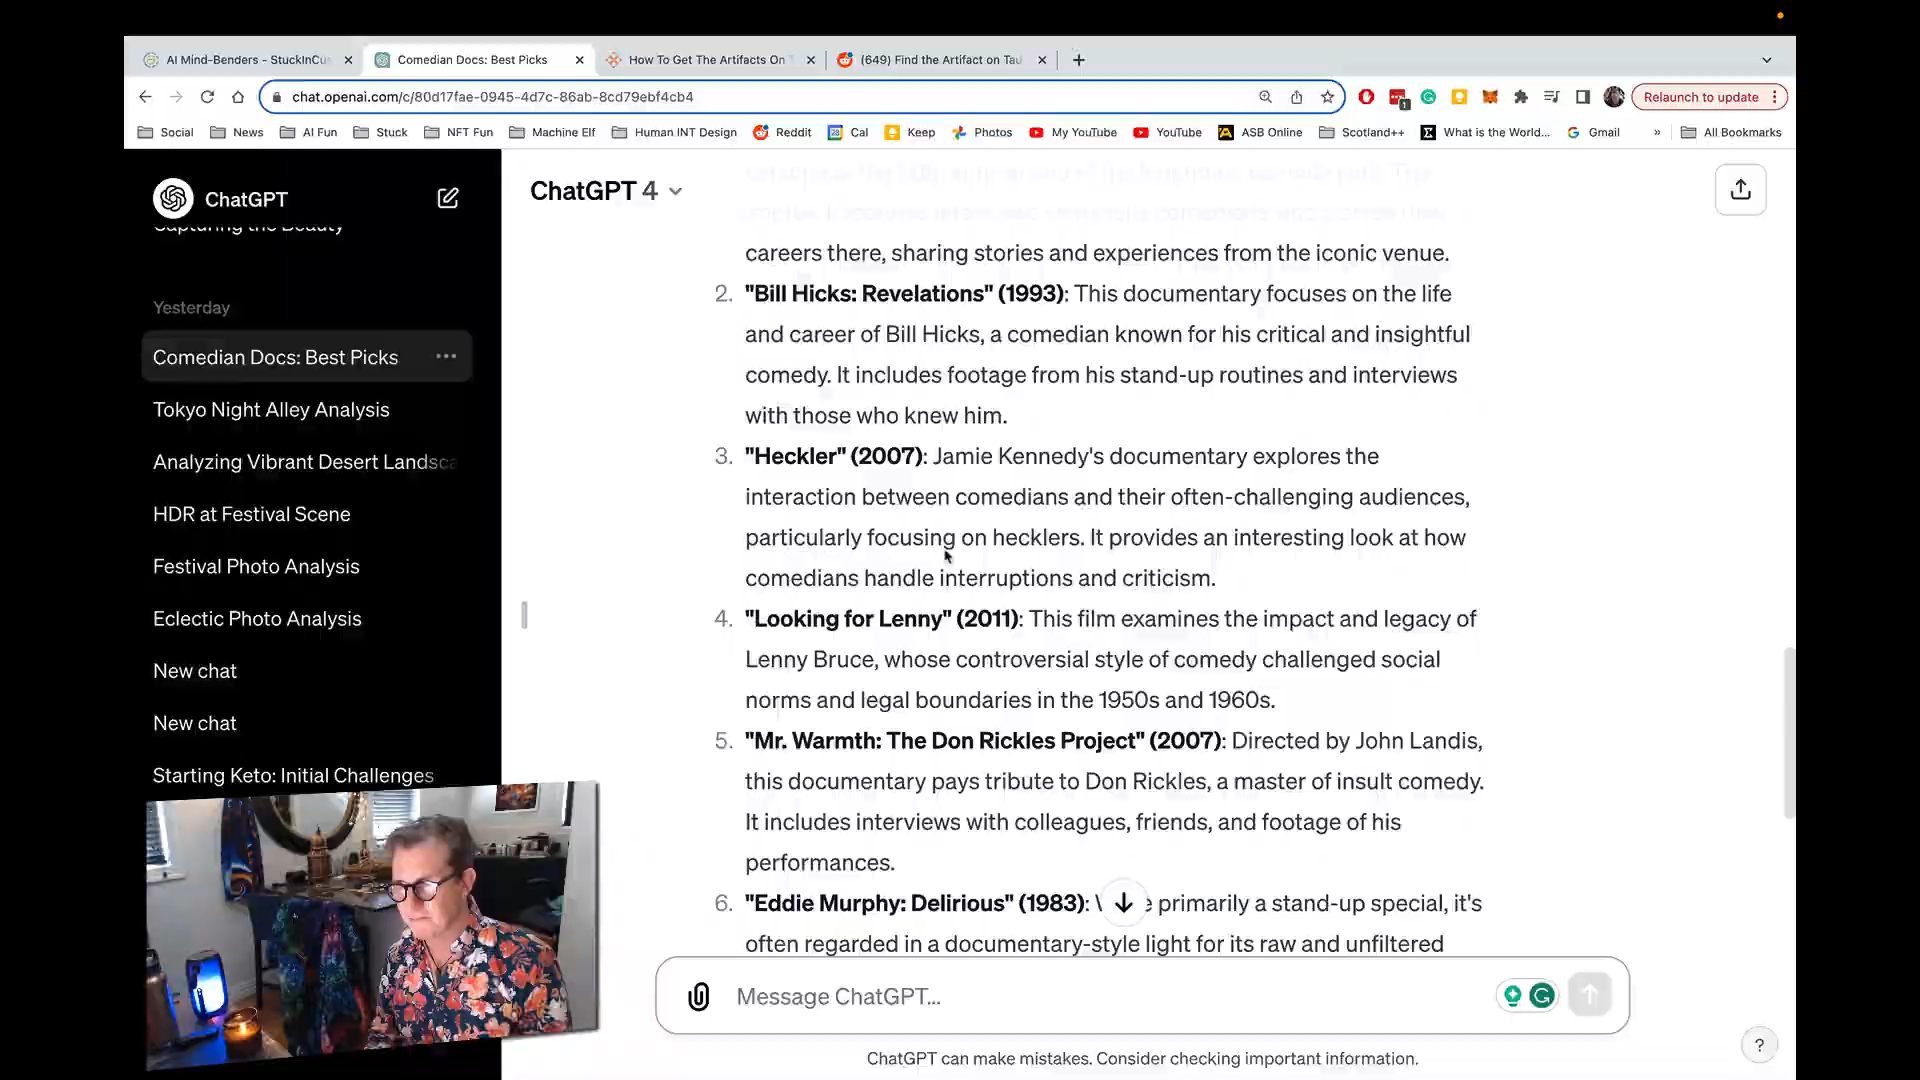 AI Mind-Benders - StuckInCus
Comedian Docs: Best Picks
How To Get The Artifacts On T
(649) Find the Artifact on Tau
chat.openai.com/c/80d17fae-0945-4d7c-86ab-8cd79ebf4cb4
1
Relaunch to update
Social
News
AI Fun
Stuck
NFT Fun
Machine Elf
Human INT Design
Reddit
28
Cal
Keep
Photos
My YouTube
YouTube
ASB Online
Scotland++
What is the World...
Gmail
»
All Bookmarks
ChatGPT
Capturing the Beauty
Yesterday
Comedian Docs: Best Picks
Tokyo Night Alley Analysis
Analyzing Vibrant Desert Landsca
HDR at Festival Scene
Festival Photo Analysis
Eclectic Photo Analysis
New chat
New chat
Starting Keto: Initial Challenges
ChatGPT 4
careers there, sharing stories and experiences from the iconic venue.
2. "Bill Hicks: Revelations" (1993): This documentary focuses on the life
and career of Bill Hicks, a comedian known for his critical and insightful
comedy. It includes footage from his stand-up routines and interviews
with those who knew him.
3. "Heckler" (2007): Jamie Kennedy's documentary explores the
interaction between comedians and their often-challenging audiences,
particularly focusing on hecklers. It provides an interesting look at how
comedians handle interruptions and criticism.
4. "Looking for Lenny" (2011): This film examines the impact and legacy of
Lenny Bruce, whose controversial style of comedy challenged social
norms and legal boundaries in the 1950s and 1960s.
5. "Mr. Warmth: The Don Rickles Project" (2007): Directed by John Landis,
this documentary pays tribute to Don Rickles, a master of insult comedy.
It includes interviews with colleagues, friends, and footage of his
performances.
6. "Eddie Murphy: Delirious" (1983): primarily a stand-up special, it's
often regarded in a documentary-style light for its raw and unfiltered
Message ChatGPT...
ChatGPT can make mistakes. Consider checking important information.
?